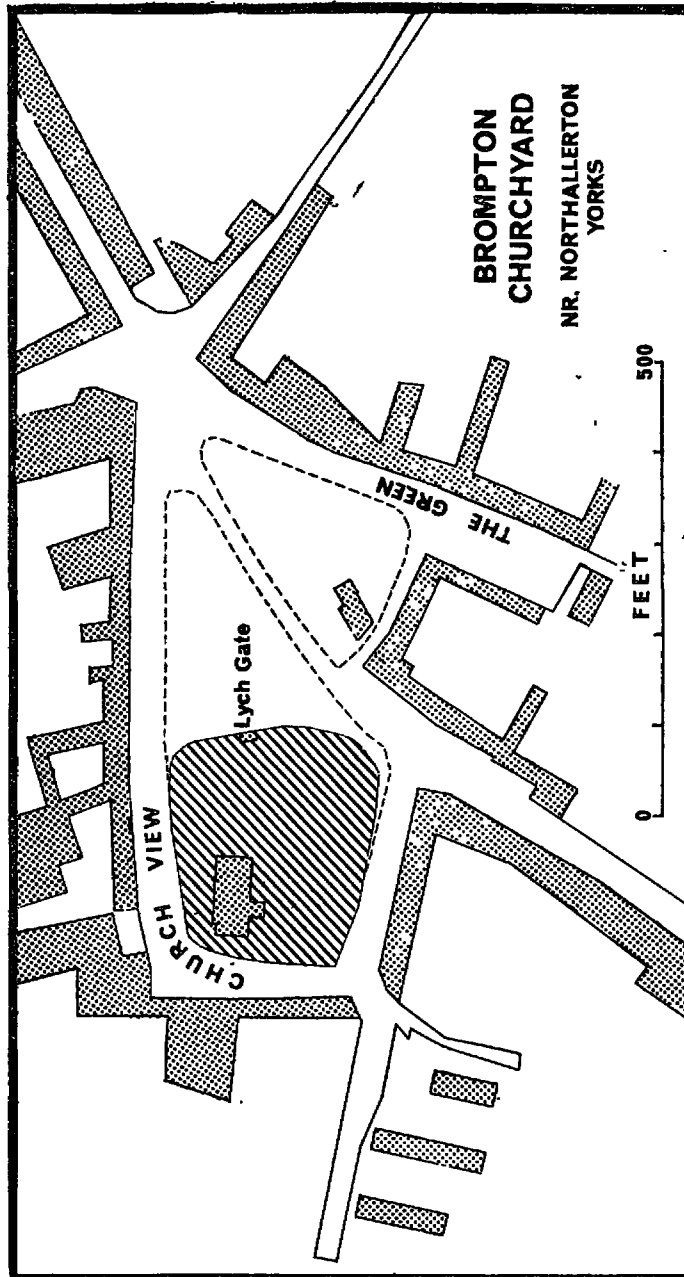 BROMPTON
CHURCHYARD
NR. NORTHALLERTON
YORKS
CHURCH VIEW
Lych Gate
THE GREEN
0 500
FEET